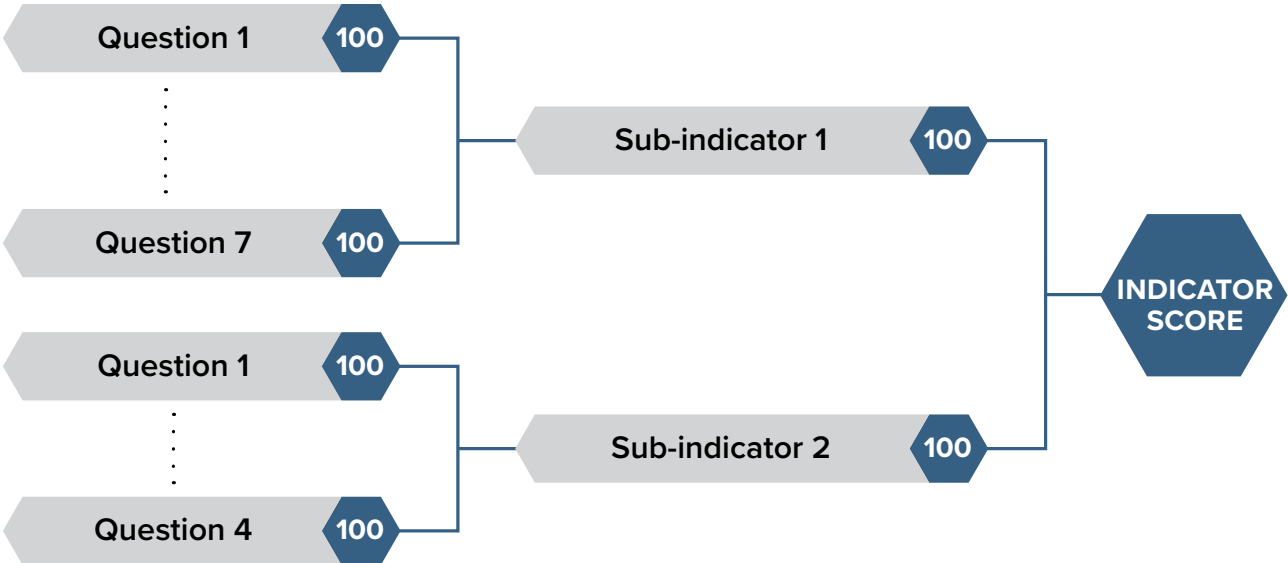 Question 1
100
Question 7
100
Sub-indicator 1
100
Question 1
100
Question 4
100
Sub-indicator 2
100
INDICATOR
SCORE